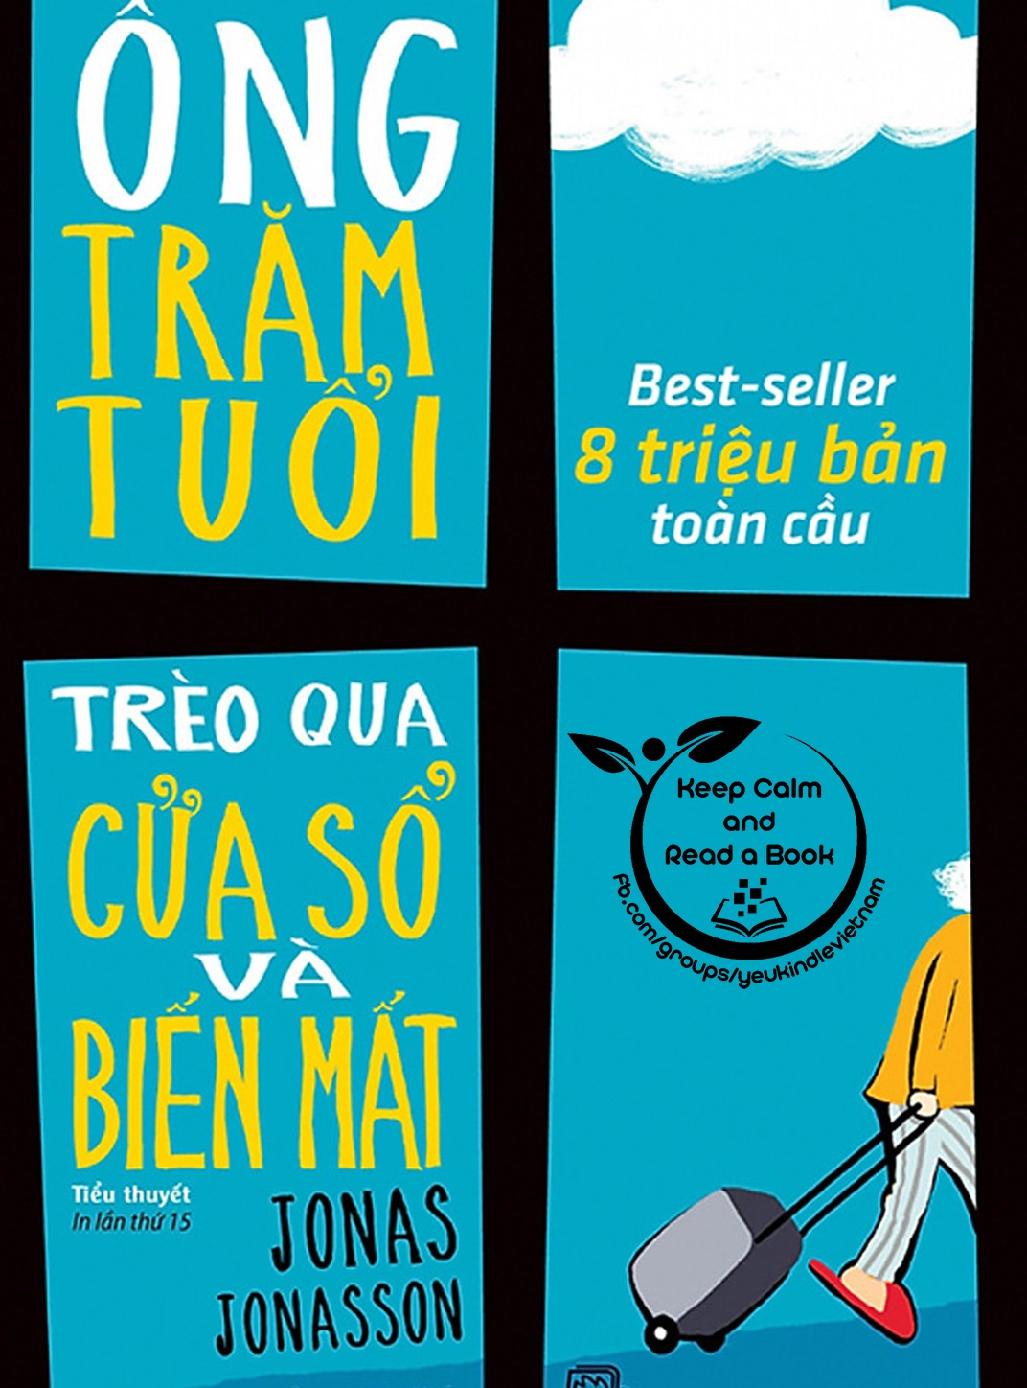 ÔNG
TRĂM
TUỔI
Best-seller
8 triệu bản
toàn cầu
TRÈO QUA
CỬA SỔ
VÀ
BIẾN MẤT
Tiểu thuyết
In lần thứ 15
JONAS
JONASSON
Keep Calm
and
Read a Book
Fb.com/groups/yeukindlevietnam